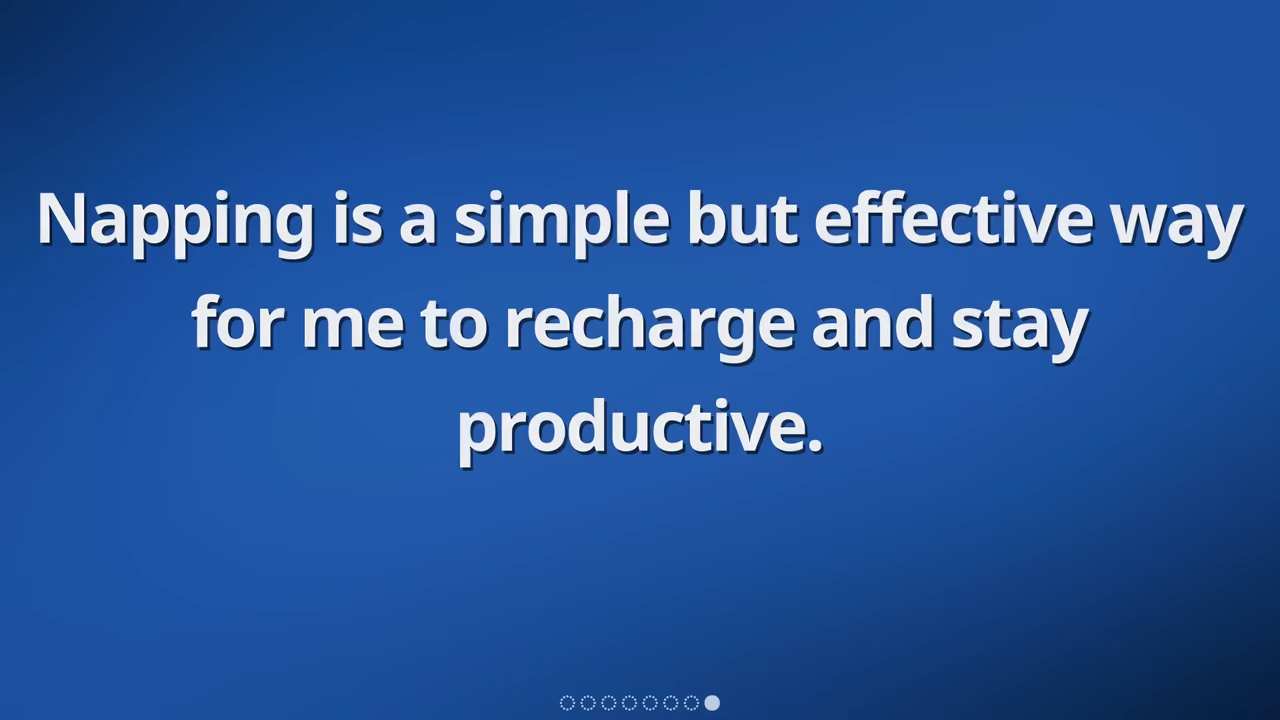 Napping is a simple but effective way
for me to recharge and stay
productive.